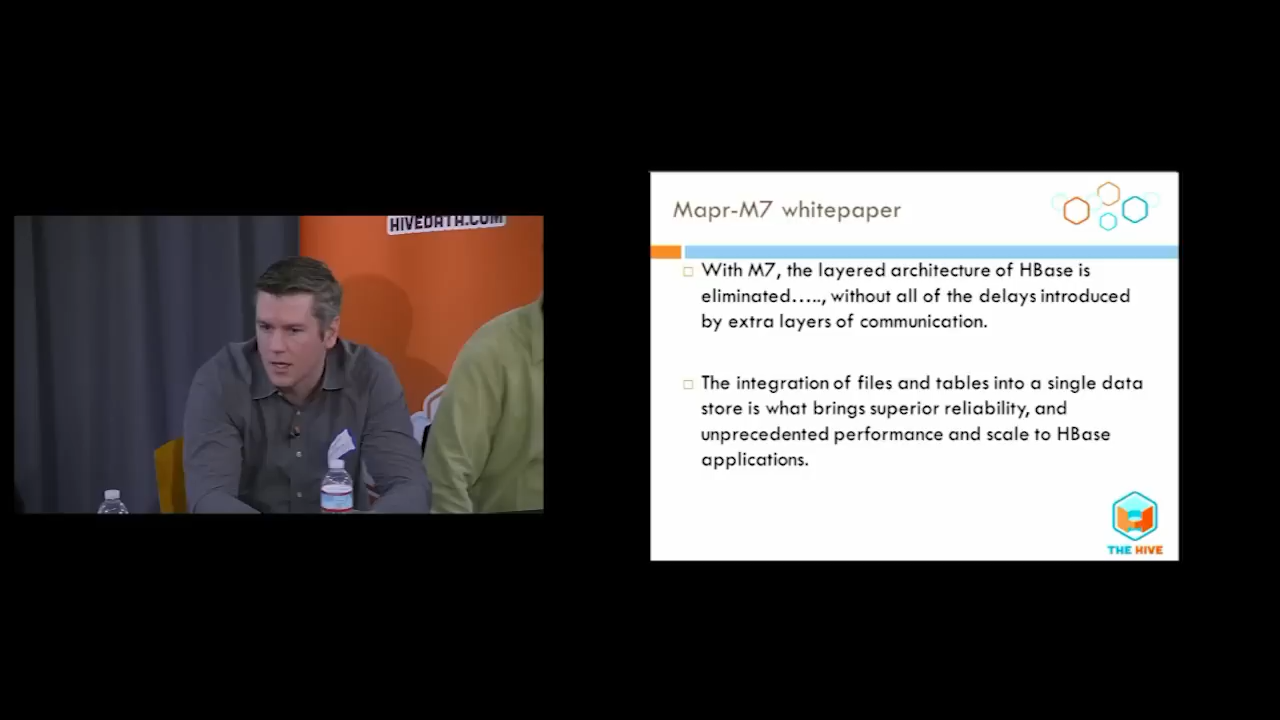 HIVEDATA.COM
Mapr-M7 whitepaper
With M7, the layered architecture of HBase is
eliminated....., without all of the delays introduced
by extra layers of communication.
The integration of files and tables into a single data
store is what brings superior reliability, and
unprecedented performance and scale to HBase
applications.
THE HIVE